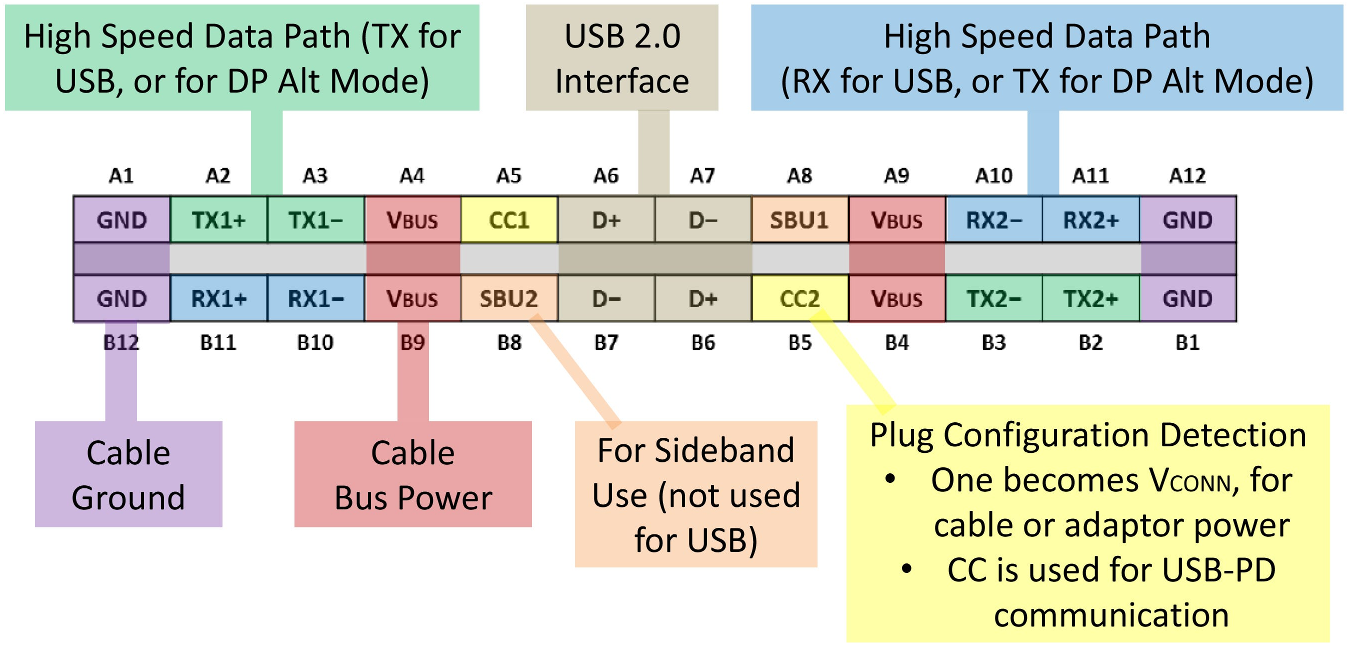 High Speed Data Path (TX for
USB, or for DP Alt Mode)
USB 2.0
Interface
High Speed Data Path
(RX for USB, or TX for DP Alt Mode)
A1 A2 A3 A4 A5 A6 A7 A8 A9 A10 A11 A12
GND TX1+ TX1− VBUS CC1 D+ D− SBU1 VBUS RX2− RX2+ GND
GND RX1+ RX1− VBUS SBU2 D− D+ CC2 VBUS TX2− TX2+ GND
B12 B11 B10 B9 B8 B7 B6 B5 B4 B3 B2 B1
Cable
Ground
Cable
Bus Power
For Sideband
Use (not used
for USB)
Plug Configuration Detection
• One becomes VCONN, for
cable or adaptor power
• CC is used for USB-PD
communication